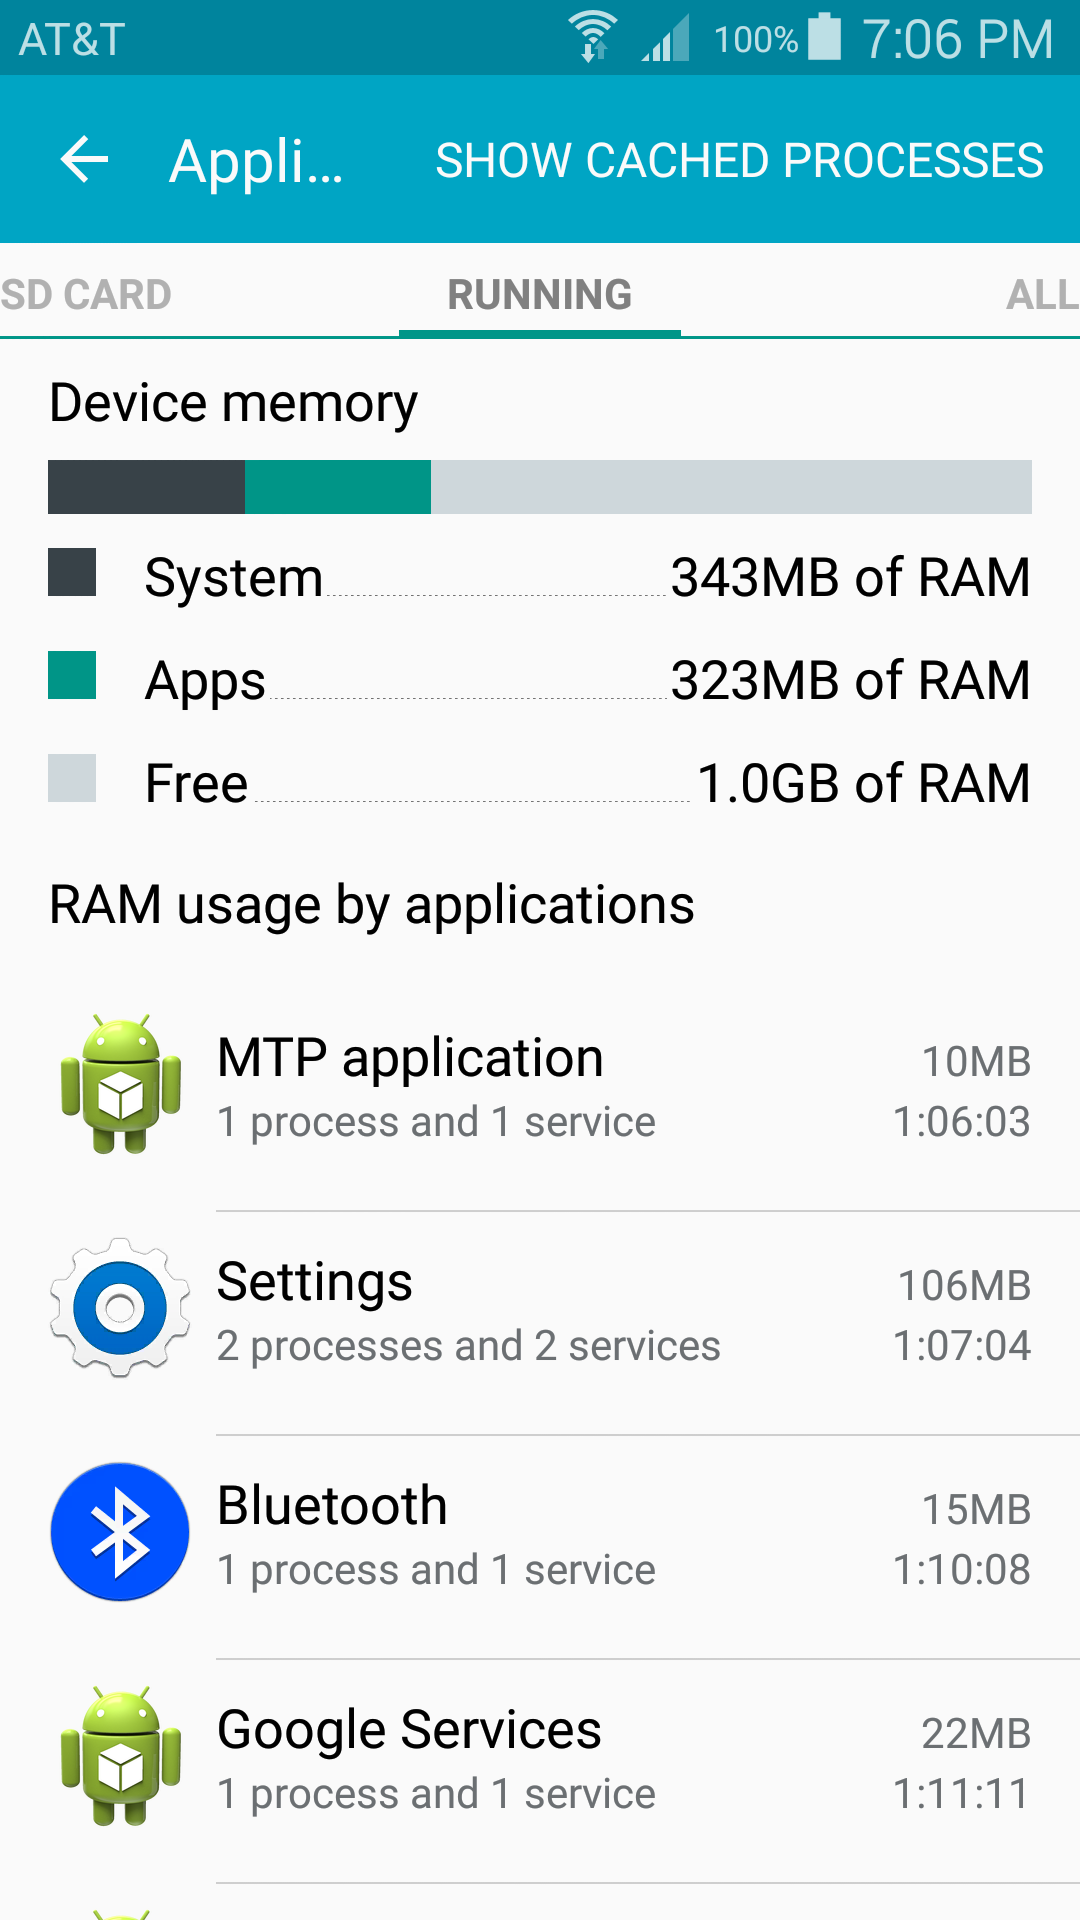 AT&T 100% 7:06 PM
Appli... SHOW CACHED PROCESSES
SD CARD RUNNING ALL
Device memory
System 343MB of RAM
Apps 323MB of RAM
Free 1.0GB of RAM
RAM usage by applications
MTP application 10MB
1 process and 1 service 1:06:03
Settings 106MB
2 processes and 2 services 1:07:04
Bluetooth 15MB
1 process and 1 service 1:10:08
Google Services 22MB
1 process and 1 service 1:11:11